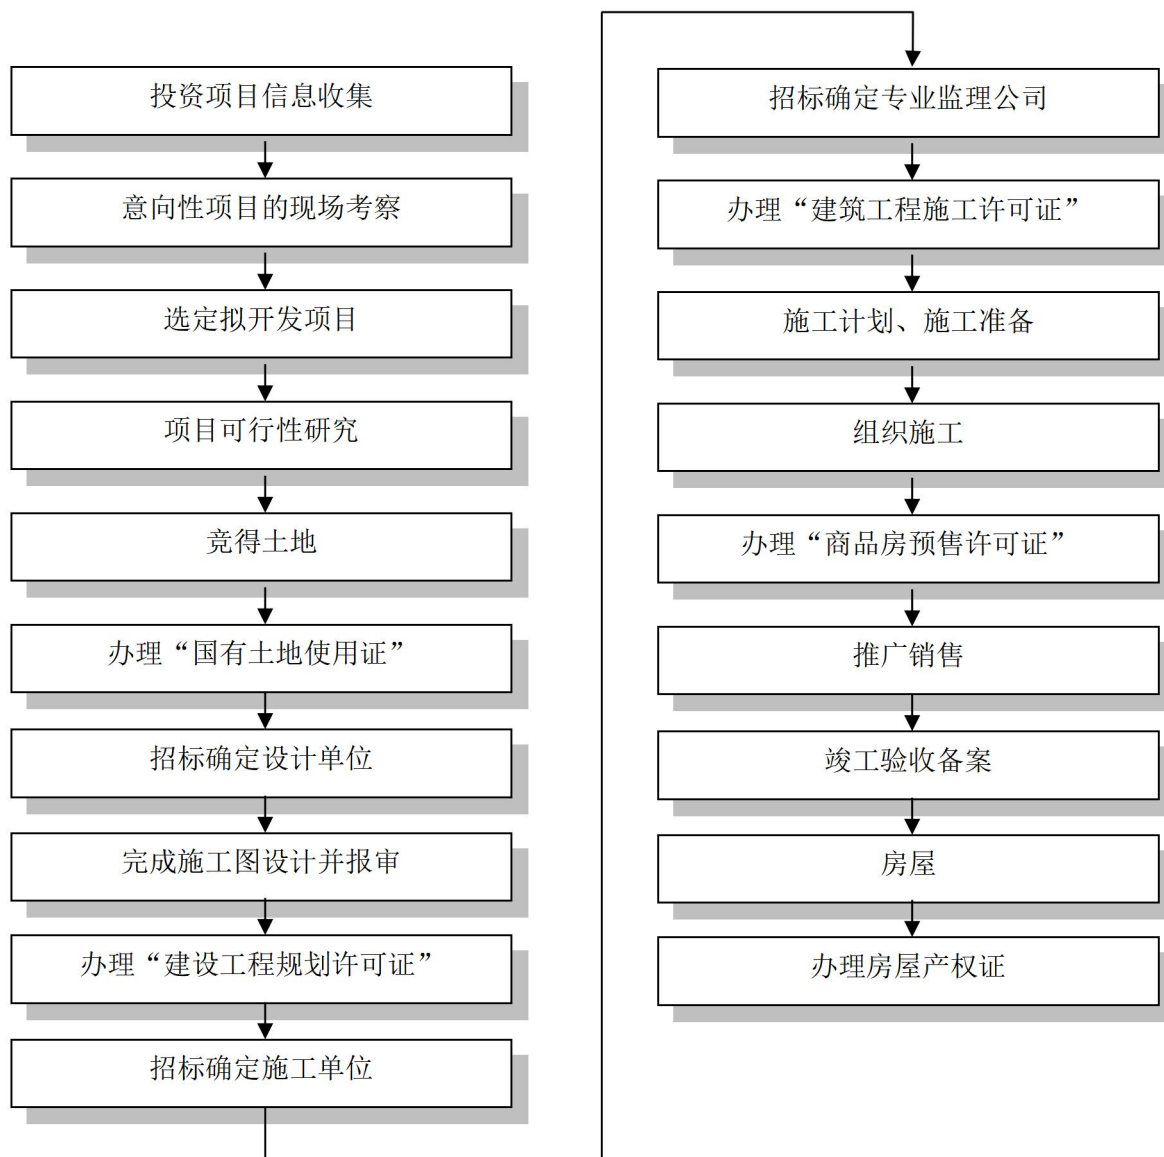 投资项目信息收集
意向性项目的现场考察
选定拟开发项目
项目可行性研究
竞得土地
办理“国有土地使用证”
招标确定设计单位
完成施工图设计并报审
办理“建设工程规划许可证”
招标确定施工单位
招标确定专业监理公司
办理“建筑工程施工许可证”
施工计划、施工准备
组织施工
办理“商品房预售许可证”
推广销售
竣工验收备案
房屋
办理房屋产权证